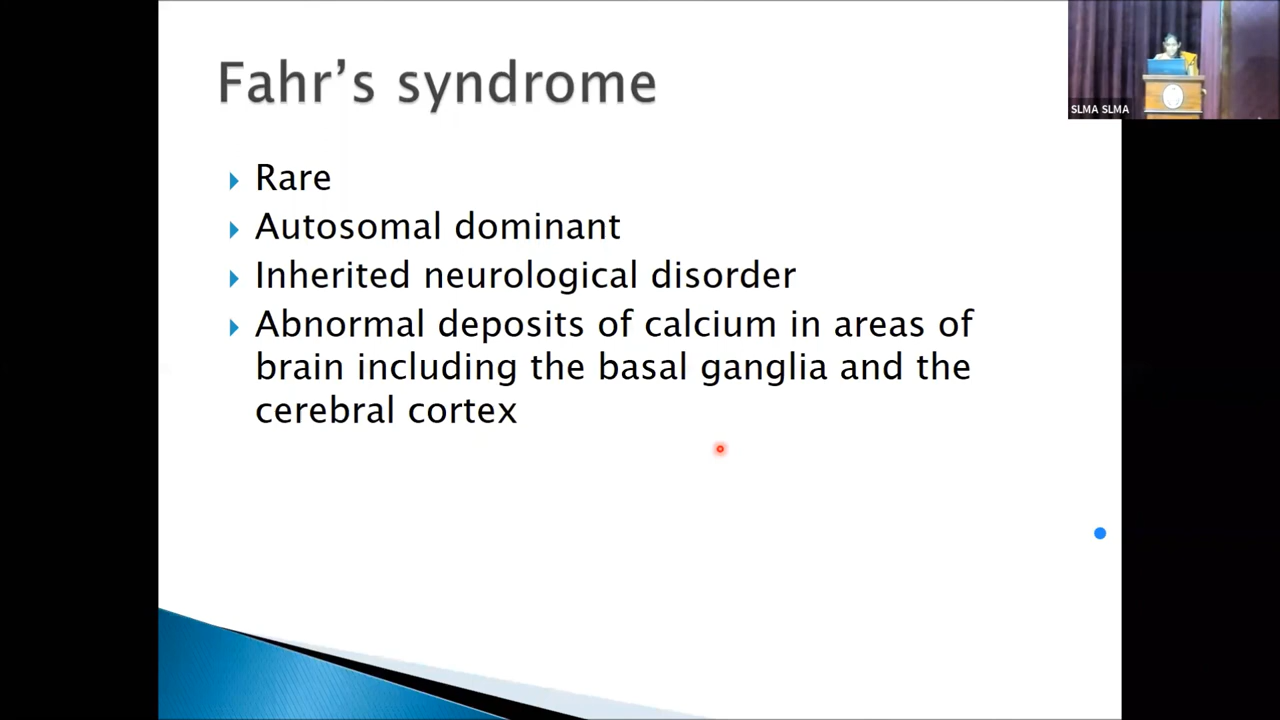 Fahr’s syndrome
SLMA SLMA
Rare
Autosomal dominant
Inherited neurological disorder
Abnormal deposits of calcium in areas of
brain including the basal ganglia and the
cerebral cortex